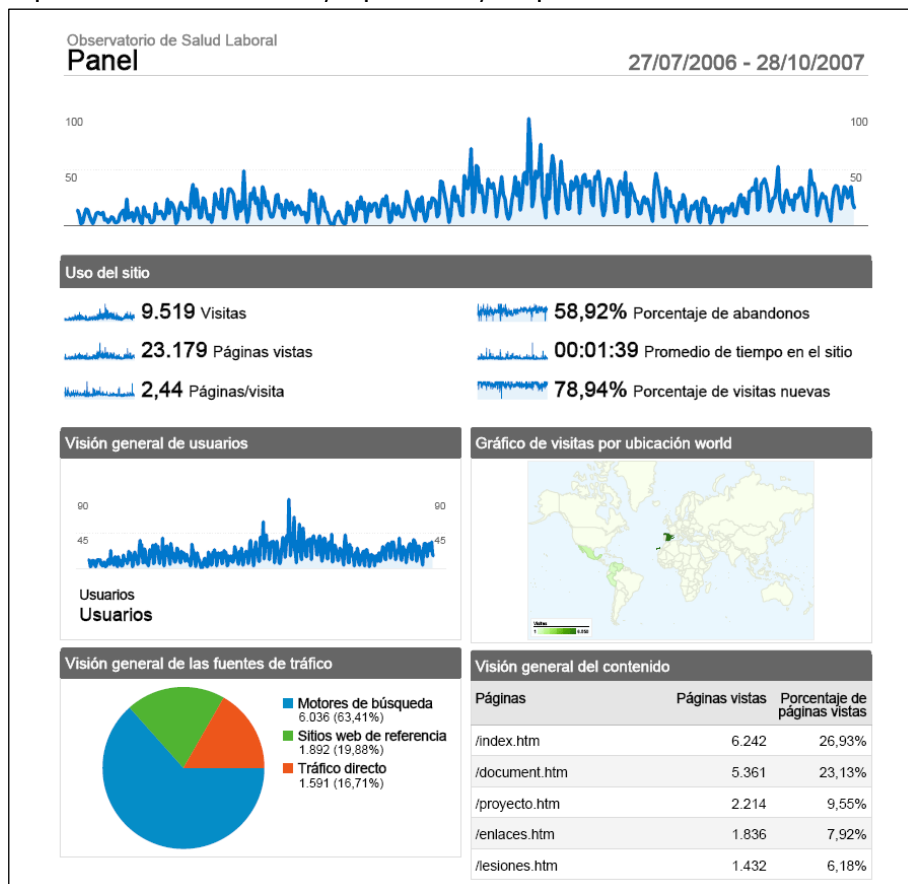 Observatorio de Salud Laboral
Panel
27/07/2006 - 28/10/2007
100 100
50 50
Uso del sitio
9.519 Visitas
58,92% Porcentaje de abandonos
23.179 Páginas vistas
00:01:39 Promedio de tiempo en el sitio
2,44 Páginas/visita
78,94% Porcentaje de visitas nuevas
Visión general de usuarios
90 90
45 45
Usuarios
Usuarios
Gráfico de visitas por ubicación world
Visión general de las fuentes de tráfico
Motores de búsqueda
6.036 (63,41%)
Sitios web de referencia
1.892 (19,88%)
Tráfico directo
1.591 (16,71%)
Visión general del contenido
Páginas Páginas vistas Porcentaje de
páginas vistas
/index.htm 6.242 26,93%
/document.htm 5.361 23,13%
/proyecto.htm 2.214 9,55%
/enlaces.htm 1.836 7,92%
/lesiones.htm 1.432 6,18%